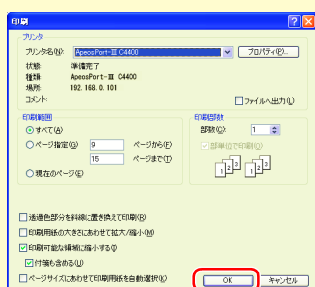 印刷
プリンタ
プリンタ名(N): ApeosPort-Ⅲ C4400 プロパティ(P)...
状態: 準備完了
種類: ApeosPort-Ⅲ C4400
場所: 192.168.0.101
コメント: ファイルへ出力(L)
印刷範囲
すべて(A)
ページ指定(G) 9 ページから(F)
15 ページまで(T)
現在のページ(E)
印刷部数
部数(C): 1
部単位で印刷(O)
1 1 2 2 3 3
透過色部分を斜線に置き換えて印刷(R)
印刷用紙の大きさにあわせて拡大/縮小(M)
印刷可能な領域に縮小する(I)
付箋も含める(U)
ページサイズにあわせて印刷用紙を自動選択(K)
OK キャンセル